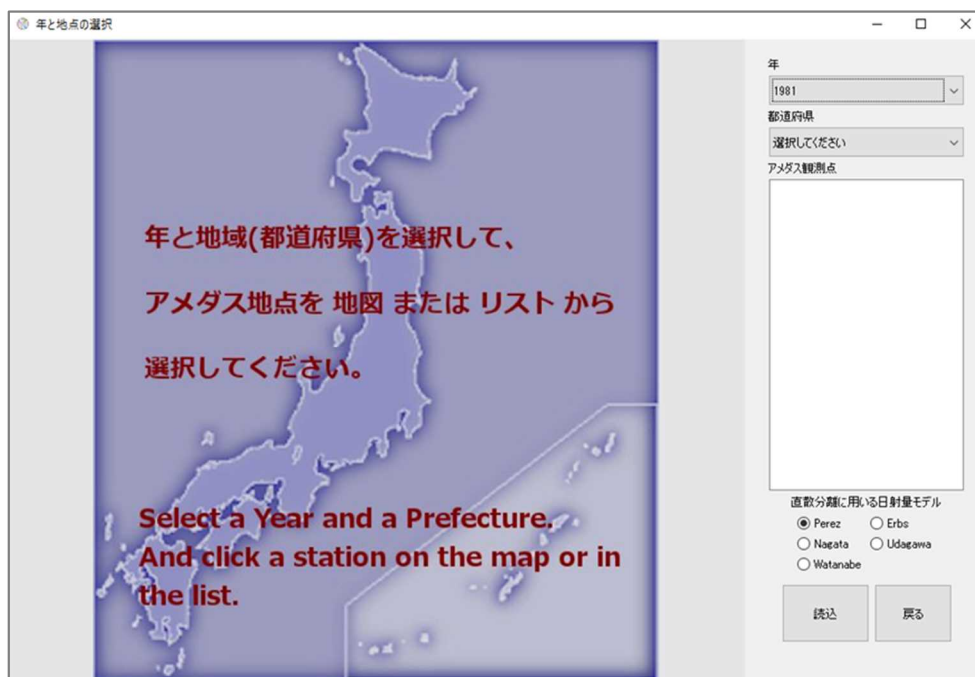 年と地点の選択
年と地域(都道府県)を選択して、
アメダス地点を 地図 または リスト から
選択してください。
Select a Year and a Prefecture.
And click a station on the map or in
the list.
年
1981
都道府県
選択してください
アメダス観測点
直散分離に用いる日射量モデル
Perez Erbs
Nagata Udagawa
Watanabe
読込 戻る